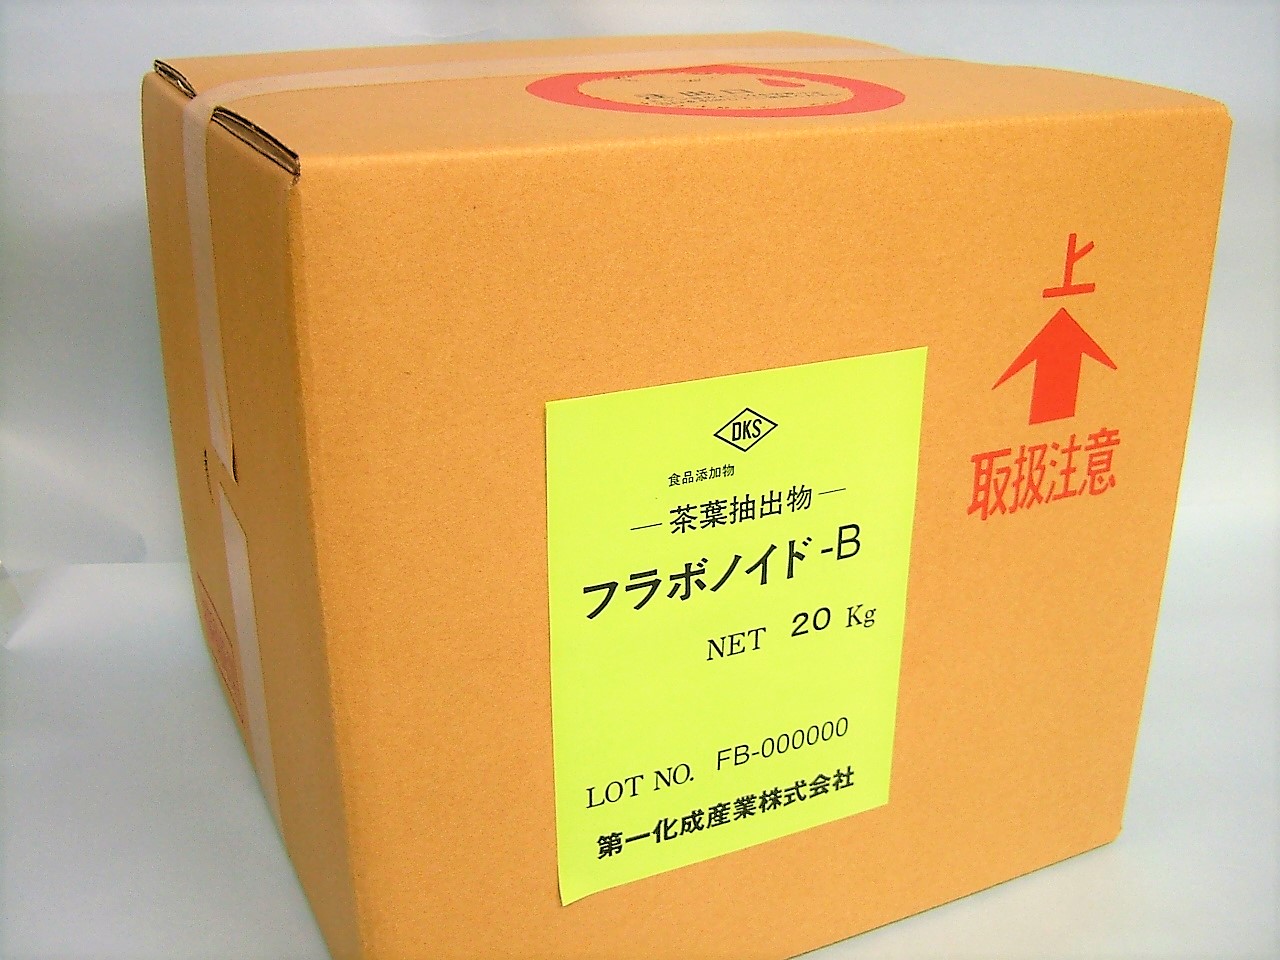 上
取扱注意
DKS
食品添加物
―茶葉抽出物―
フラボノイド-B
NET 20 Kg
LOT NO. FB-000000
第一化成産業株式会社